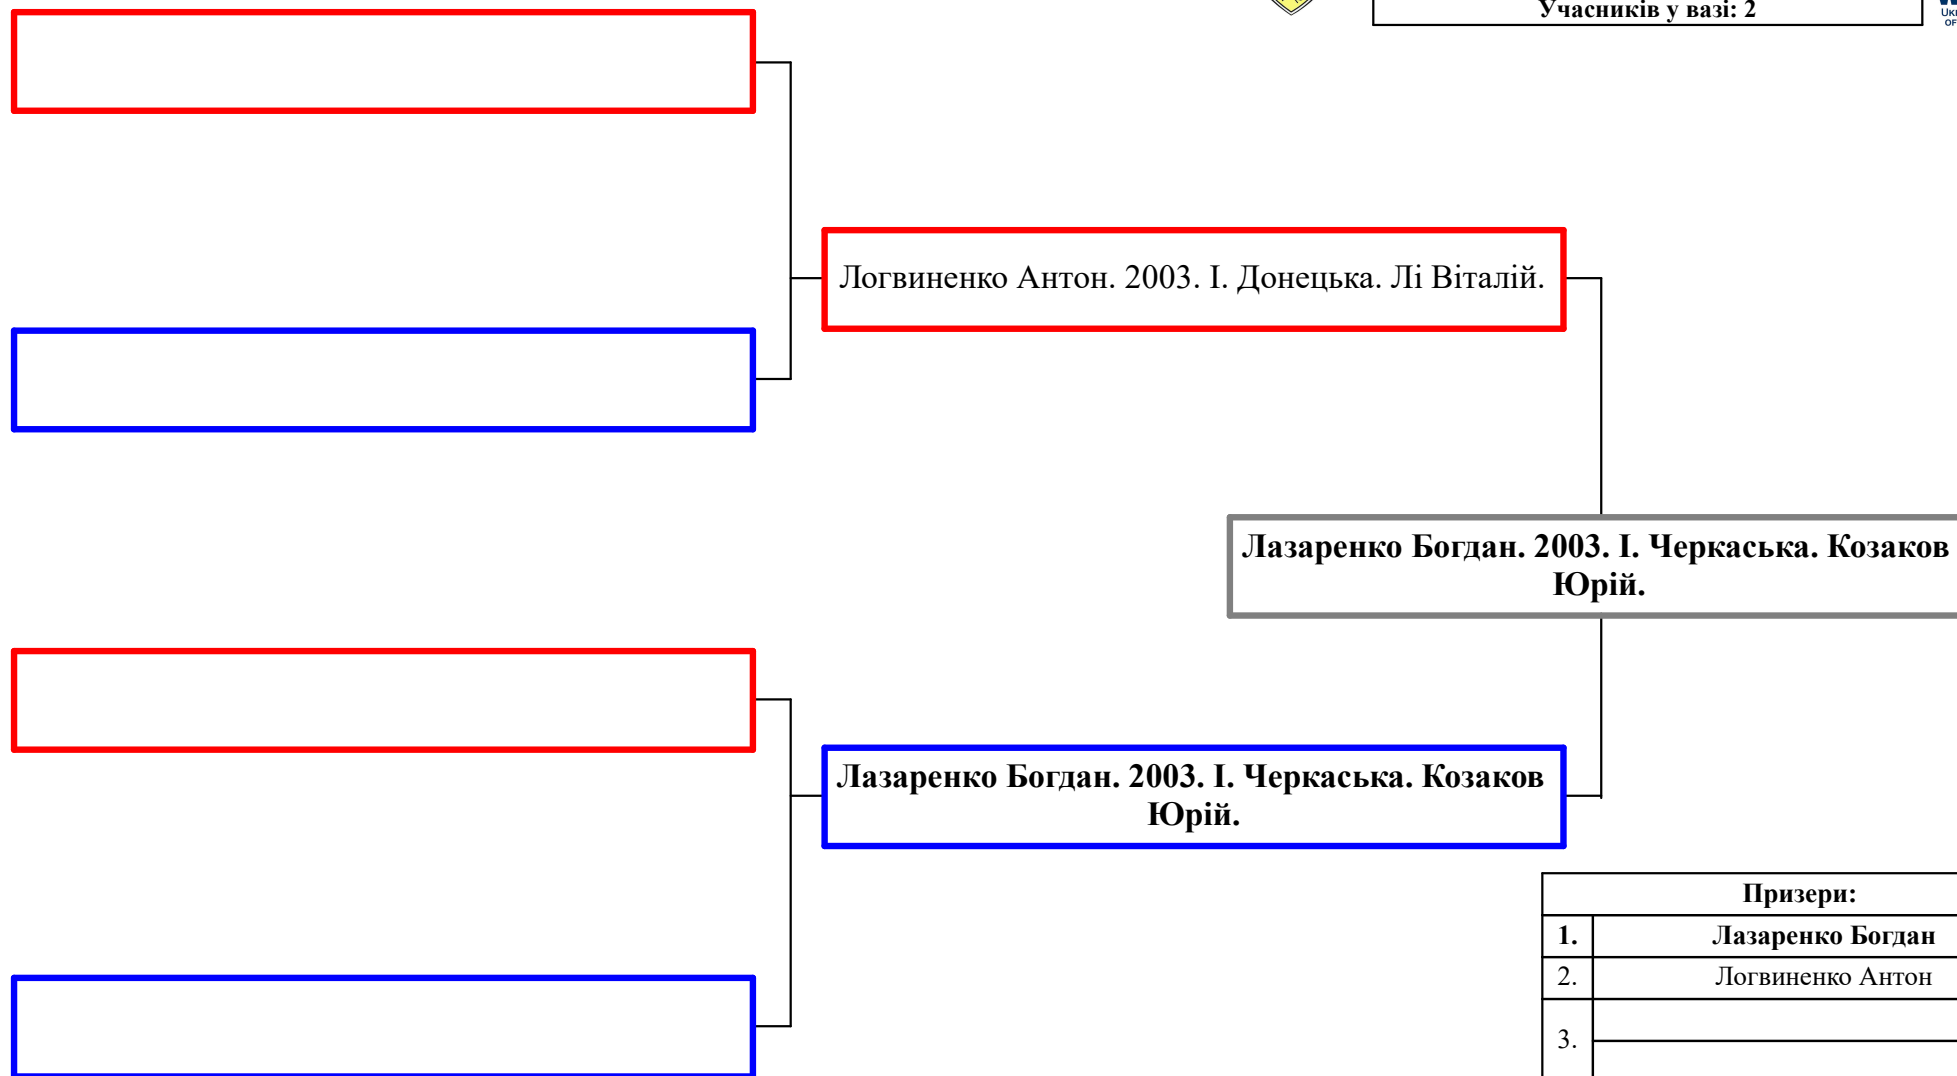 Учасників у вазі: 2
Логвиненко Антон. 2003. І. Донецька. Лі Віталій.
Лазаренко Богдан. 2003. І. Черкаська. Козаков
Юрій.
Лазаренко Богдан. 2003. І. Черкаська. Козаков
Юрій.
Призери:
1. Лазаренко Богдан
2. Логвиненко Антон
3.